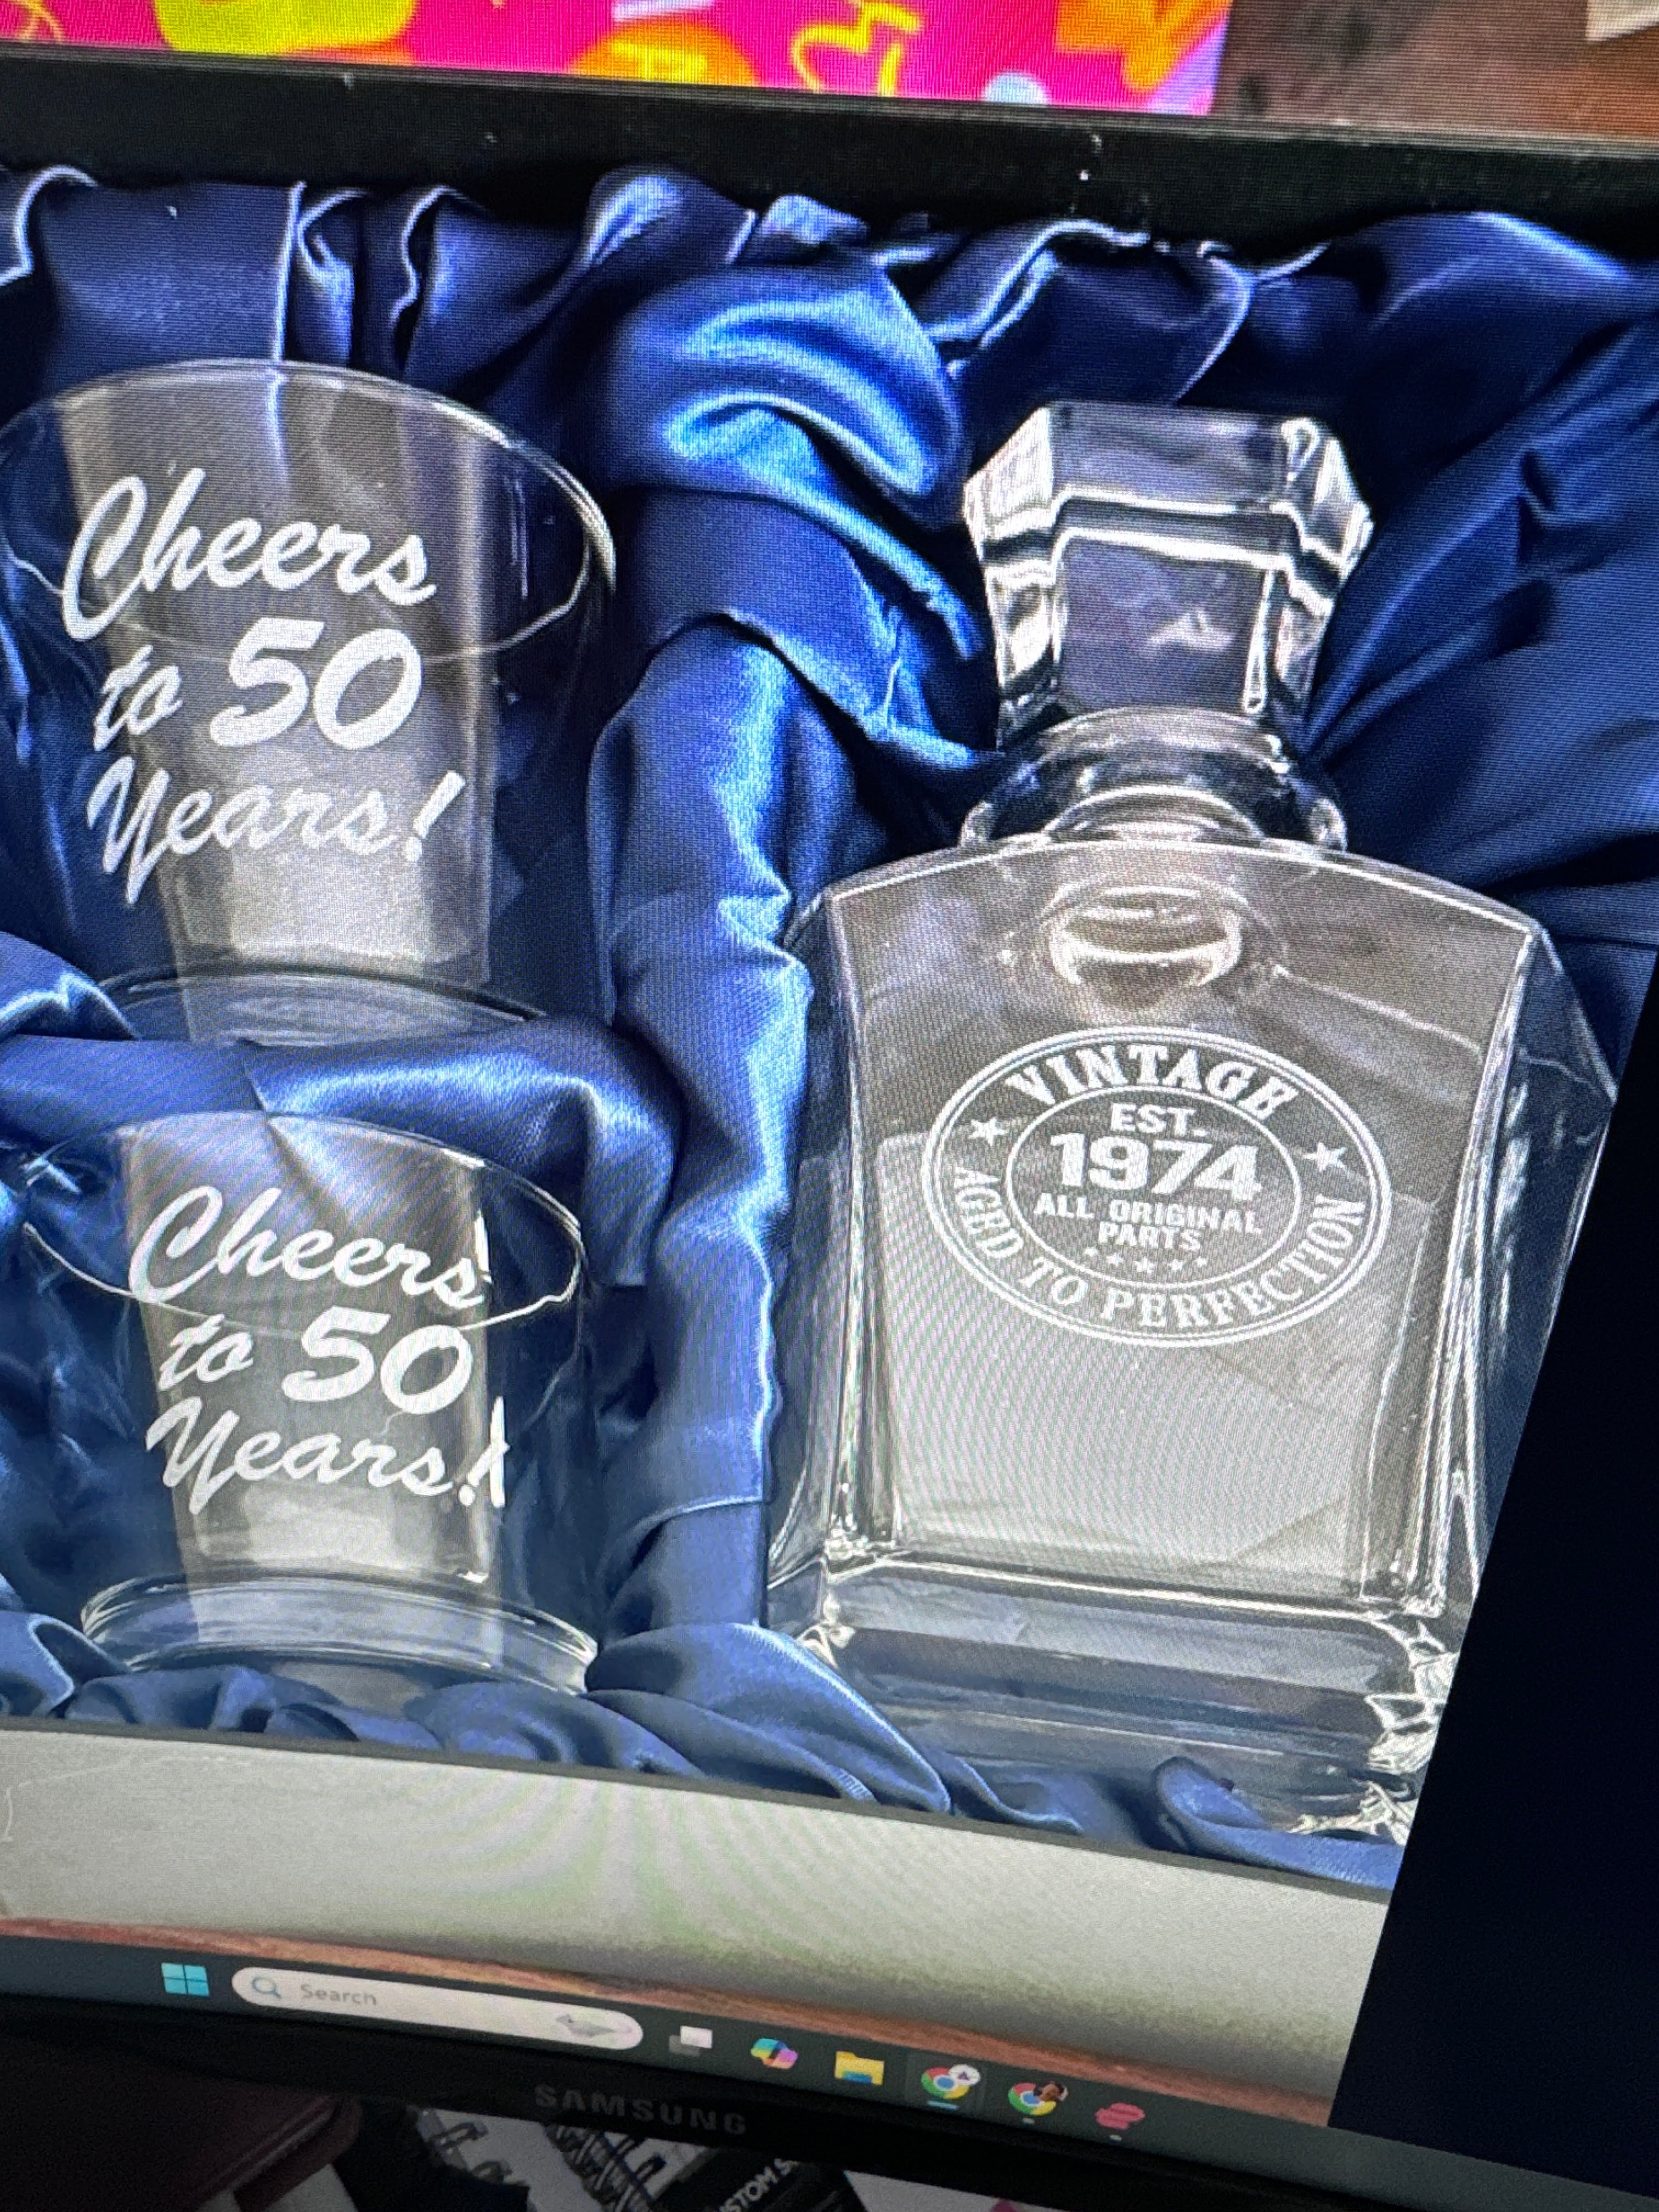 Cheers
to 50
Years!
Cheers
to 50
Years!
VINTAGE
EST.
1974
ALL ORIGINAL
PARTS
AGED TO PERFECTION
Search
SAMSUNG